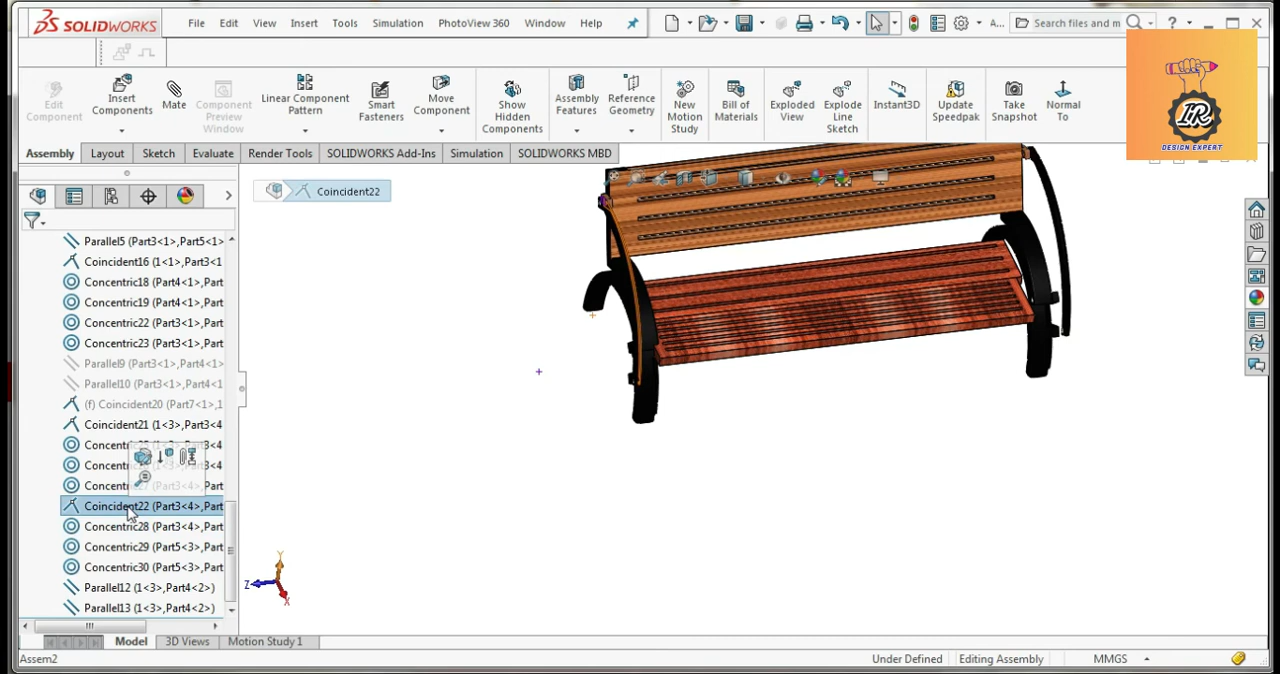 SOLIDWORKS File Edit View Insert Tools Simulation PhotoView 360 Window Help A... Search files and m
Edit Component
Insert Components
Mate
Component Preview Window
Linear Component Pattern
Smart Fasteners
Move Component
Show Hidden Components
Assembly Features
Reference Geometry
New Motion Study
Bill of Materials
Exploded View
Explode Line Sketch
Instant3D
Update Speedpak
Take Snapshot
Normal To
IR
DESIGN EXPERT
Assembly Layout Sketch Evaluate Render Tools SOLIDWORKS Add-Ins Simulation SOLIDWORKS MBD
Coincident22
Parallel5 (Part3<1>,Part5<1>
Coincident16 (1<1>,Part3<1
Concentric18 (Part4<1>,Part
Concentric19 (Part4<1>,Part
Concentric22 (Part3<1>,Part
Concentric23 (Part3<1>,Part
Parallel9 (Part3<1>,Part4<1>
Parallel10 (Part3<1>,Part4<1
(f) Coincident20 (Part7<1>,1
Coincident21 (1<3>,Part3<4
Part3<4
Part3<4
Part3<4>,Part
Coincident22 (Part3<4>,Part
Concentric28 (Part3<4>,Part
Concentric29 (Part5<3>,Part
Concentric30 (Part5<3>,Part
Parallel12 (1<3>,Part4<2>)
Parallel13 (1<3>,Part4<2>)
Y
Z
X
Model 3D Views Motion Study 1
Assem2 Under Defined Editing Assembly MMGS